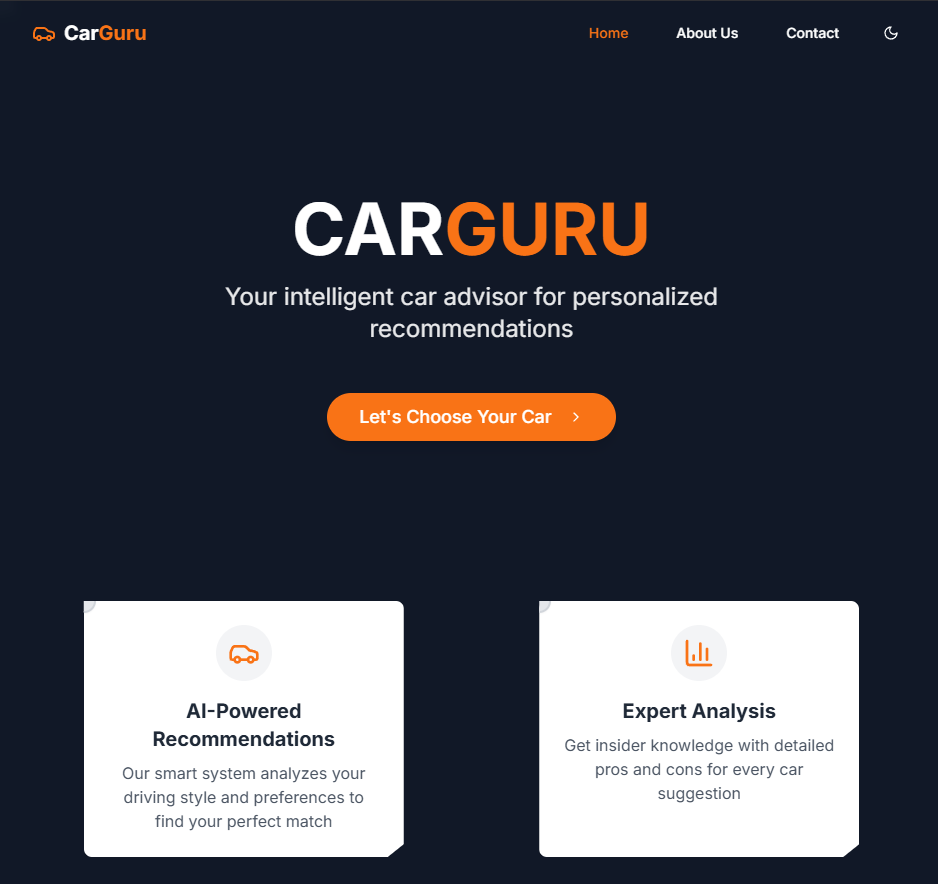 CarGuru
Home
About Us
Contact
CARGURU
Your intelligent car advisor for personalized
recommendations
Let's Choose Your Car
AI-Powered
Recommendations
Our smart system analyzes your
driving style and preferences to
find your perfect match
Expert Analysis
Get insider knowledge with detailed
pros and cons for every car
suggestion